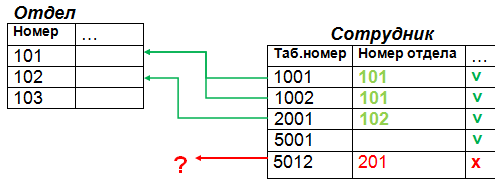 Отдел
Номер ...
101
102
103
Сотрудник
Таб.номер Номер отдела ...
1001 101 v
1002 101 v
2001 102 v
5001 v
5012 201 x
?